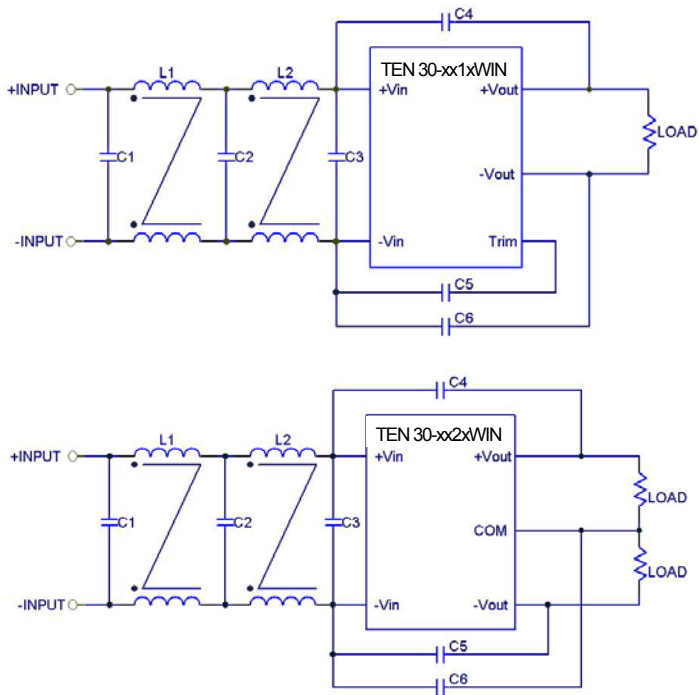 C4
TEN 30-xx1xWIN
L1
L2
+INPUT
+Vin
+Vout
LOAD
C1
C2
C3
-Vout
-INPUT
-Vin
Trim
C5
C6
C4
TEN 30-xx2xWIN
L1
L2
+INPUT
+Vin
+Vout
LOAD
C1
C2
C3
COM
LOAD
-INPUT
-Vin
-Vout
C5
C6